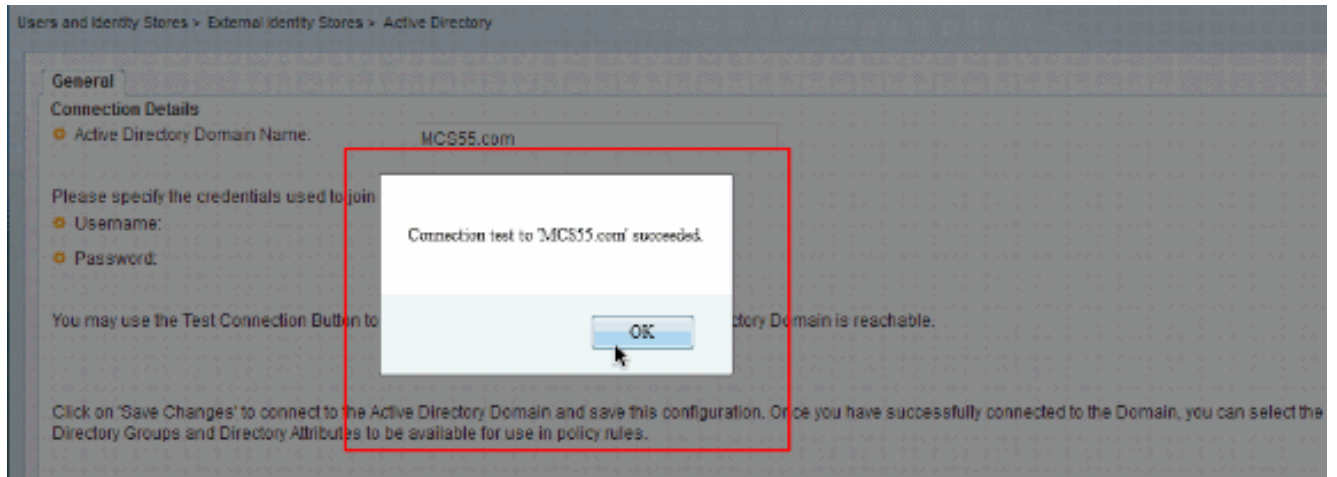 Users and Identity Stores > External Identity Stores > Active Directory
General
Connection Details
Active Directory Domain Name:
MCS55.com
Please specify the credentials used to join
Username:
Connection test to 'MCS55.com' succeeded.
Password:
You may use the Test Connection Button to
ctory Domain is reachable.
OK
Click on 'Save Changes' to connect to the Active Directory Domain and save this configuration. Once you have successfully connected to the Domain, you can select the
Directory Groups and Directory Attributes to be available for use in policy rules.